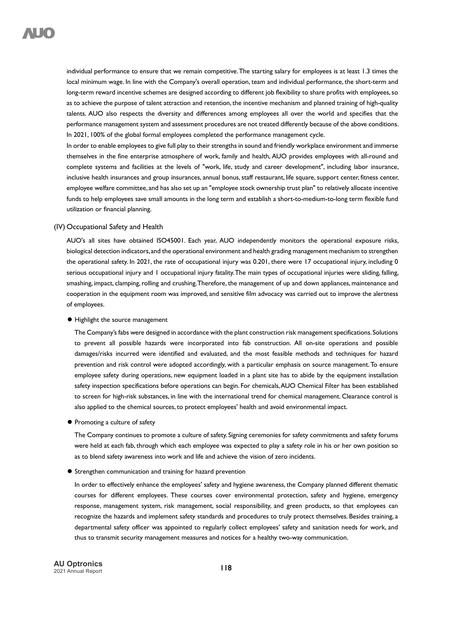 AUO
individual performance to ensure that we remain competitive. The starting salary for employees is at least 1.3 times the
local minimum wage. In line with the Company's overall operation, team and individual performance, the short-term and
long-term reward incentive schemes are designed according to different job flexibility to share profits with employees, so
as to achieve the purpose of talent attraction and retention, the incentive mechanism and planned training of high-quality
talents. AUO also respects the diversity and differences among employees all over the world and specifies that the
performance management system and assessment procedures are not treated differently because of the above conditions.
In 2021, 100% of the global formal employees completed the performance management cycle.
In order to enable employees to give full play to their strengths in sound and friendly workplace environment and immerse
themselves in the fine enterprise atmosphere of work, family and health, AUO provides employees with all-round and
complete systems and facilities at the levels of "work, life, study and career development", including labor insurance,
inclusive health insurances and group insurances, annual bonus, staff restaurant, life square, support center, fitness center,
employee welfare committee, and has also set up an "employee stock ownership trust plan" to relatively allocate incentive
funds to help employees save small amounts in the long term and establish a short-to-medium-to-long term flexible fund
utilization or financial planning.
(IV) Occupational Safety and Health
AUO's all sites have obtained ISO45001. Each year, AUO independently monitors the operational exposure risks,
biological detection indicators, and the operational environment and health grading management mechanism to strengthen
the operational safety. In 2021, the rate of occupational injury was 0.201, there were 17 occupational injury, including 0
serious occupational injury and 1 occupational injury fatality. The main types of occupational injuries were sliding, falling,
smashing, impact, clamping, rolling and crushing. Therefore, the management of up and down appliances, maintenance and
cooperation in the equipment room was improved, and sensitive film advocacy was carried out to improve the alertness
of employees.
● Highlight the source management
The Company's fabs were designed in accordance with the plant construction risk management specifications. Solutions
to prevent all possible hazards were incorporated into fab construction. All on-site operations and possible
damages/risks incurred were identified and evaluated, and the most feasible methods and techniques for hazard
prevention and risk control were adopted accordingly, with a particular emphasis on source management. To ensure
employee safety during operations, new equipment loaded in a plant site has to abide by the equipment installation
safety inspection specifications before operations can begin. For chemicals, AUO Chemical Filter has been established
to screen for high-risk substances, in line with the international trend for chemical management. Clearance control is
also applied to the chemical sources, to protect employees' health and avoid environmental impact.
● Promoting a culture of safety
The Company continues to promote a culture of safety. Signing ceremonies for safety commitments and safety forums
were held at each fab, through which each employee was expected to play a safety role in his or her own position so
as to blend safety awareness into work and life and achieve the vision of zero incidents.
● Strengthen communication and training for hazard prevention
In order to effectively enhance the employees' safety and hygiene awareness, the Company planned different thematic
courses for different employees. These courses cover environmental protection, safety and hygiene, emergency
response, management system, risk management, social responsibility, and green products, so that employees can
recognize the hazards and implement safety standards and procedures to truly protect themselves. Besides training, a
departmental safety officer was appointed to regularly collect employees' safety and sanitation needs for work, and
thus to transmit security management measures and notices for a healthy two-way communication.
AU Optronics
2021 Annual Report
118